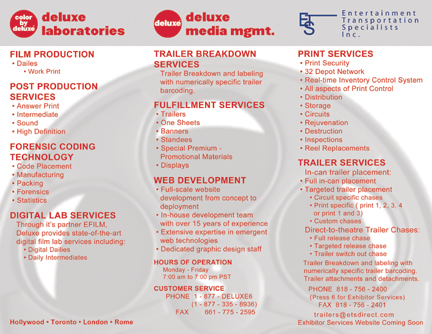 color
by
deluxe
deluxe
laboratories
FILM PRODUCTION
• Dailes
• Work Print
POST PRODUCTION
SERVICES
• Answer Print
• Intermediate
• Sound
• High Definition
FORENSIC CODING
TECHNOLOGY
• Code Placement
• Manufacturing
• Packing
• Forensics
• Statistics
DIGITAL LAB SERVICES
Through it's partner EFILM,
Deluxe provides state-of-the-art
digital film lab services including:
• Digital Dailies
• Daily Intermediates
Hollywood • Toronto • London • Rome
deluxe
deluxe
media mgmt.
TRAILER BREAKDOWN
SERVICES
Trailer Breakdown and labeling
with numerically specific trailer
barcoding.
FULFILLMENT SERVICES
• Trailers
• One Sheets
• Banners
• Standees
• Special Premium -
Promotional Materials
• Displays
WEB DEVELOPMENT
• Full-scale website
development from concept to
deployment
• In-house development team
with over 15 years of experience
• Extensive expertise in emergent
web technologies
• Dedicated graphic design staff
HOURS OF OPERATION
Monday - Friday
7:00 am to 7:00 pm PST
CUSTOMER SERVICE
PHONE 1 - 877 - DELUXE6
(1 - 877 - 335 - 8936)
FAX 661 - 775 - 2595
ETS
Entertainment
Transportation
Specialists
Inc.
PRINT SERVICES
• Print Security
• 32 Depot Network
• Real-time Inventory Control System
• All aspects of Print Control
• Distribution
• Storage
• Circuits
• Rejuvenation
• Destruction
• Inspections
• Reel Replacements
TRAILER SERVICES
In-can trailer placement:
• Full in-can placement
• Targeted trailer placement
• Circuit specific chases
• Print specific ( print 1, 2, 3, 4
or print 1 and 3)
• Custom chases
Direct-to-theatre Trailer Chases:
• Full release chase
• Targeted release chase
• Trailer switch out chase
Trailer Breakdown and labeling with
numerically specific trailer barcoding.
Trailer attachments and detachments.
PHONE 818 - 756 - 2400
(Press 6 for Exhibitor Services)
FAX 818 - 756 - 2401
trailers@etsdirect.com
Exhibitor Services Website Coming Soon